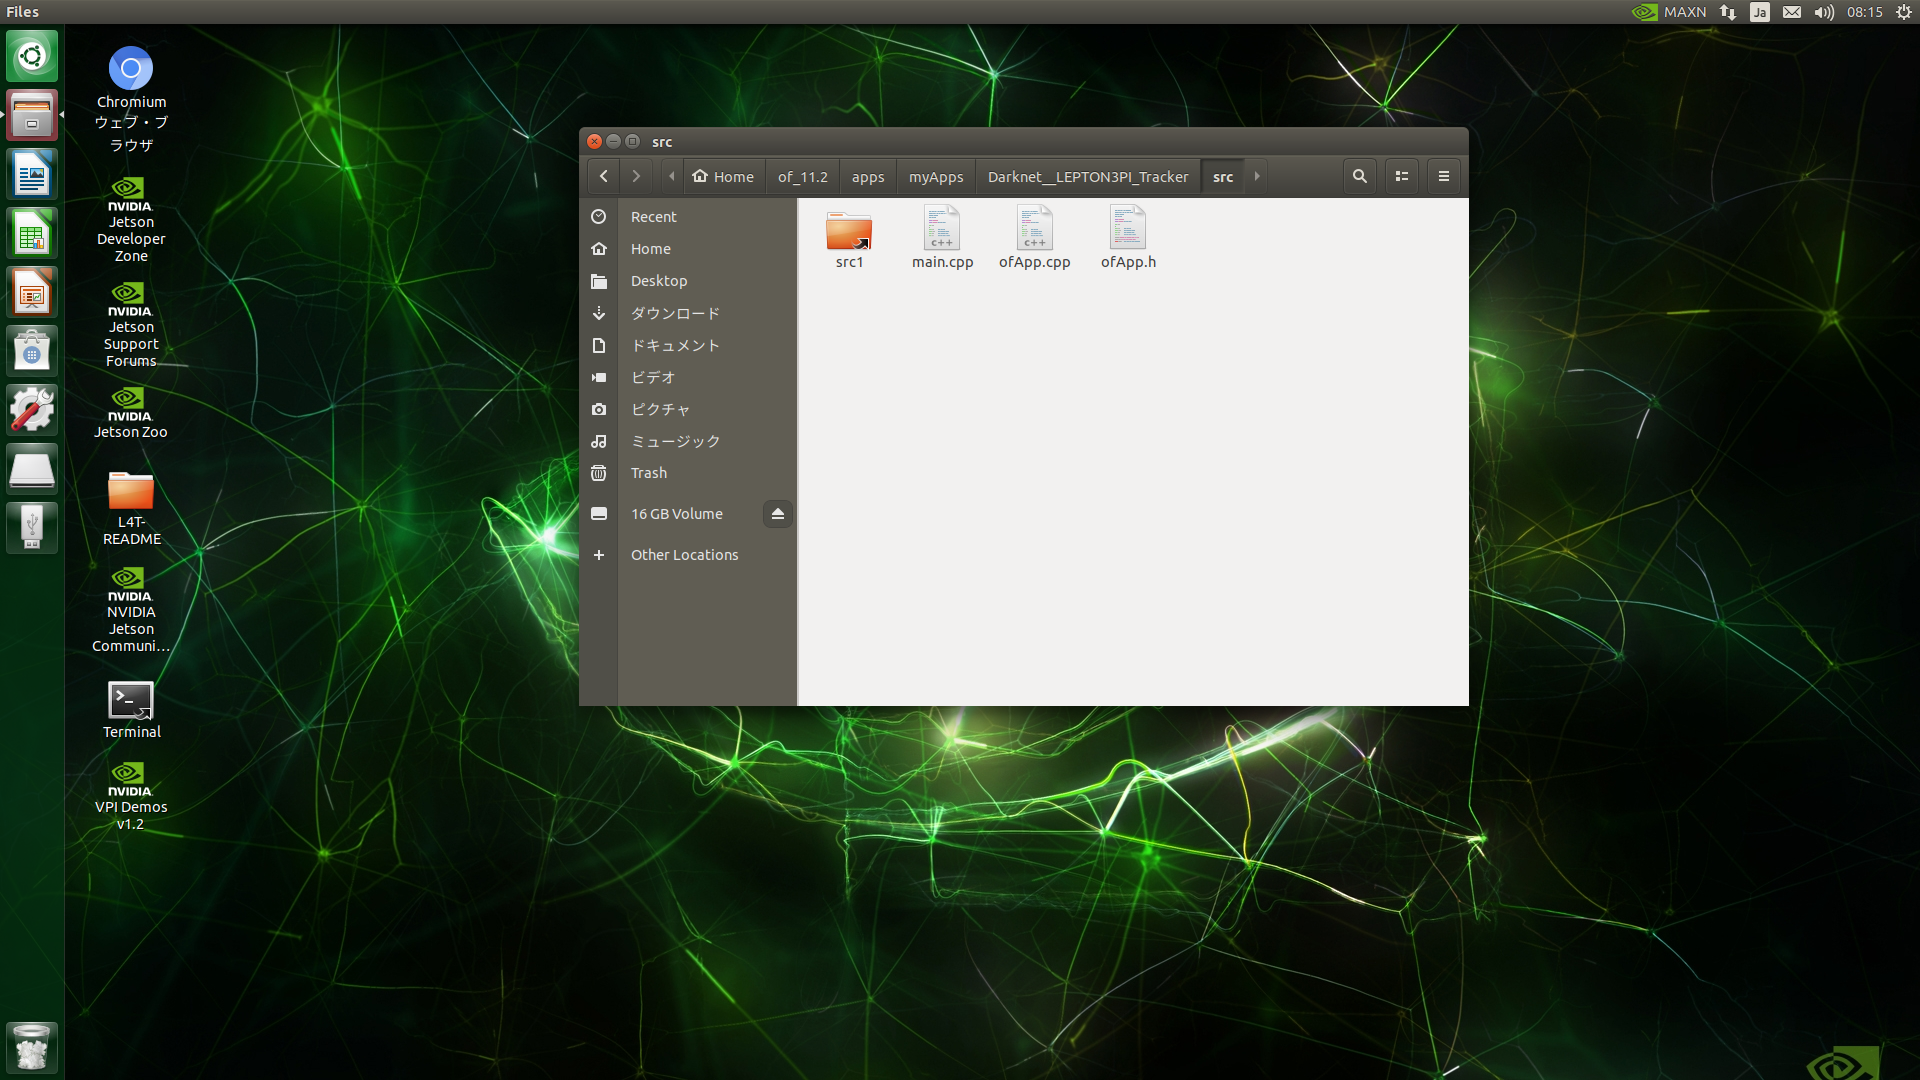 Files
MAXN
Ja
08:15
Chromium
ウェブ・ブ
ラウザ
NVIDIA.
Jetson
Developer
Zone
NVIDIA.
Jetson
Support
Forums
NVIDIA.
Jetson Zoo
L4T-
README
NVIDIA.
NVIDIA
Jetson
Communi...
>_
Terminal
NVIDIA.
VPI Demos
v1.2
src
Home
of_11.2
apps
myApps
Darknet__LEPTON3PI_Tracker
src
Recent
Home
Desktop
ダウンロード
ドキュメント
ビデオ
ピクチャ
ミュージック
Trash
16 GB Volume
Other Locations
src1
c++
main.cpp
c++
ofApp.cpp
ofApp.h